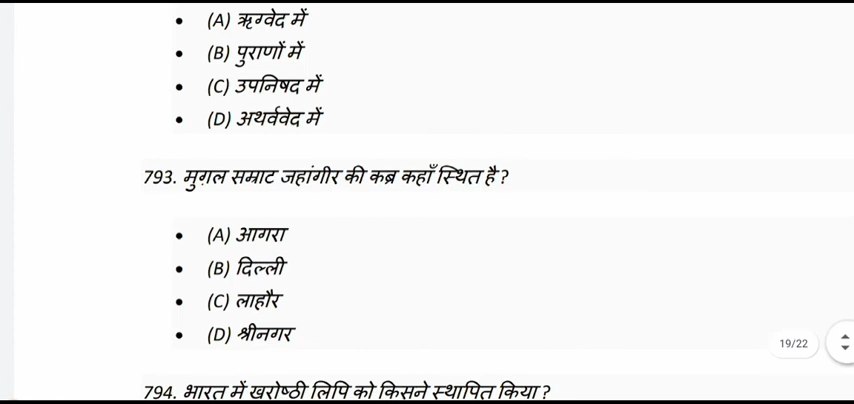 • (A) ऋग्वेद में
• (B) पुराणों में
• (C) उपनिषद में
• (D) अथर्ववेद में
793. मुग़ल सम्राट जहांगीर की कब्र कहाँ स्थित है?
• (A) आगरा
• (B) दिल्ली
• (C) लाहौर
• (D) श्रीनगर
19/22
794. भारत में खरोष्ठी लिपि को किसने स्थापित किया?